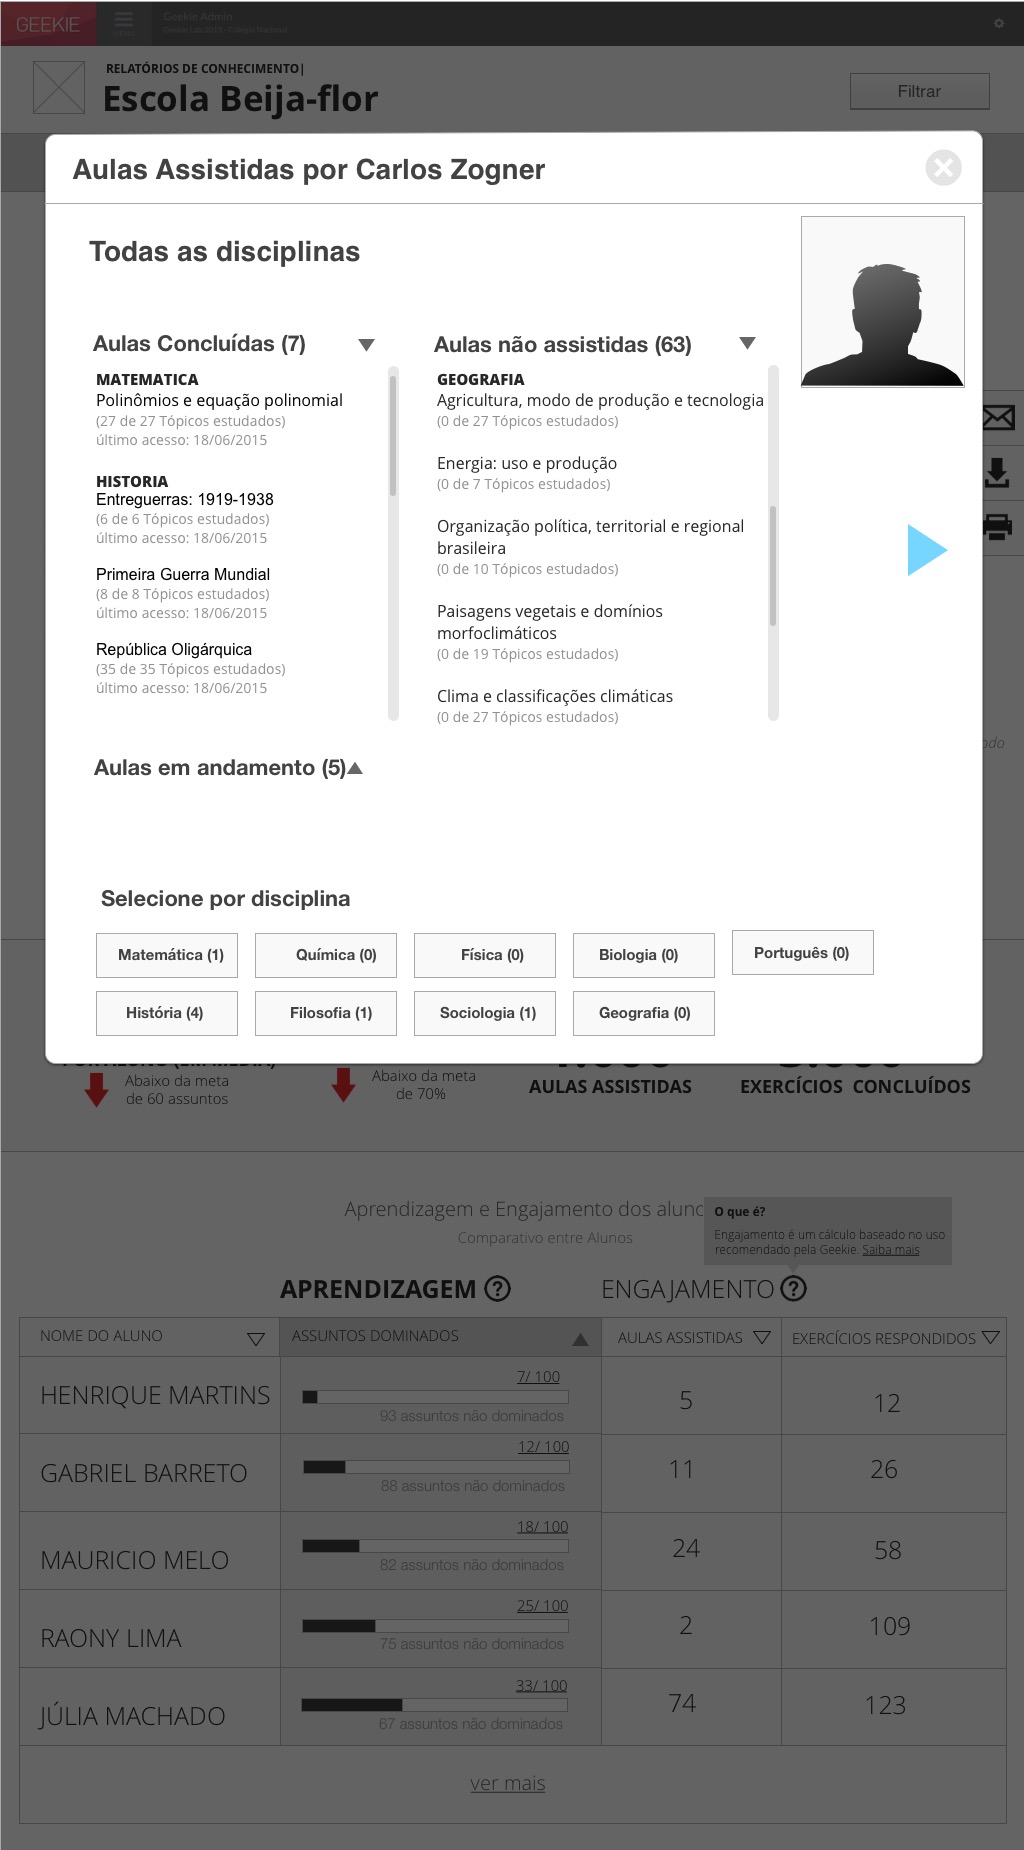 GEEKIE
MENU
Geekie Admin
Geekie Lab 2015 - Colégio Nacional
RELATÓRIOS DE CONHECIMENTO|
Escola Beija-flor
Filtrar
Aulas Assistidas por Carlos Zogner
Todas as disciplinas
Aulas Concluídas (7)
MATEMATICA
Polinômios e equação polinomial
(27 de 27 Tópicos estudados)
último acesso: 18/06/2015
HISTORIA
Entreguerras: 1919-1938
(6 de 6 Tópicos estudados)
último acesso: 18/06/2015
Primeira Guerra Mundial
(8 de 8 Tópicos estudados)
último acesso: 18/06/2015
República Oligárquica
(35 de 35 Tópicos estudados)
último acesso: 18/06/2015
Aulas não assistidas (63)
GEOGRAFIA
Agricultura, modo de produção e tecnologia
(0 de 27 Tópicos estudados)
Energia: uso e produção
(0 de 7 Tópicos estudados)
Organização política, territorial e regional
brasileira
(0 de 10 Tópicos estudados)
Paisagens vegetais e domínios
morfoclimáticos
(0 de 19 Tópicos estudados)
Clima e classificações climáticas
(0 de 27 Tópicos estudados)
Aulas em andamento (5)
Selecione por disciplina
Matemática (1) Química (0) Física (0) Biologia (0) Português (0)
História (4) Filosofia (1) Sociologia (1) Geografia (0)
Abaixo da meta
de 60 assuntos
Abaixo da meta
de 70%
AULAS ASSISTIDAS
EXERCÍCIOS CONCLUÍDOS
Aprendizagem e Engajamento dos
Comparativo entre Alunos
O que é?
Engajamento é um cálculo baseado no uso
recomendado pela Geekie. Saiba mais
APRENDIZAGEM ? ENGAJAMENTO ?
NOME DO ALUNO ASSUNTOS DOMINADOS AULAS ASSISTIDAS EXERCÍCIOS RESPONDIDOS
HENRIQUE MARTINS 7/ 100 5 12
93 assuntos não dominados
GABRIEL BARRETO 12/ 100 11 26
88 assuntos não dominados
MAURICIO MELO 18/ 100 24 58
82 assuntos não dominados
RAONY LIMA 25/ 100 2 109
75 assuntos não dominados
JÚLIA MACHADO 33/ 100 74 123
67 assuntos não dominados
ver mais